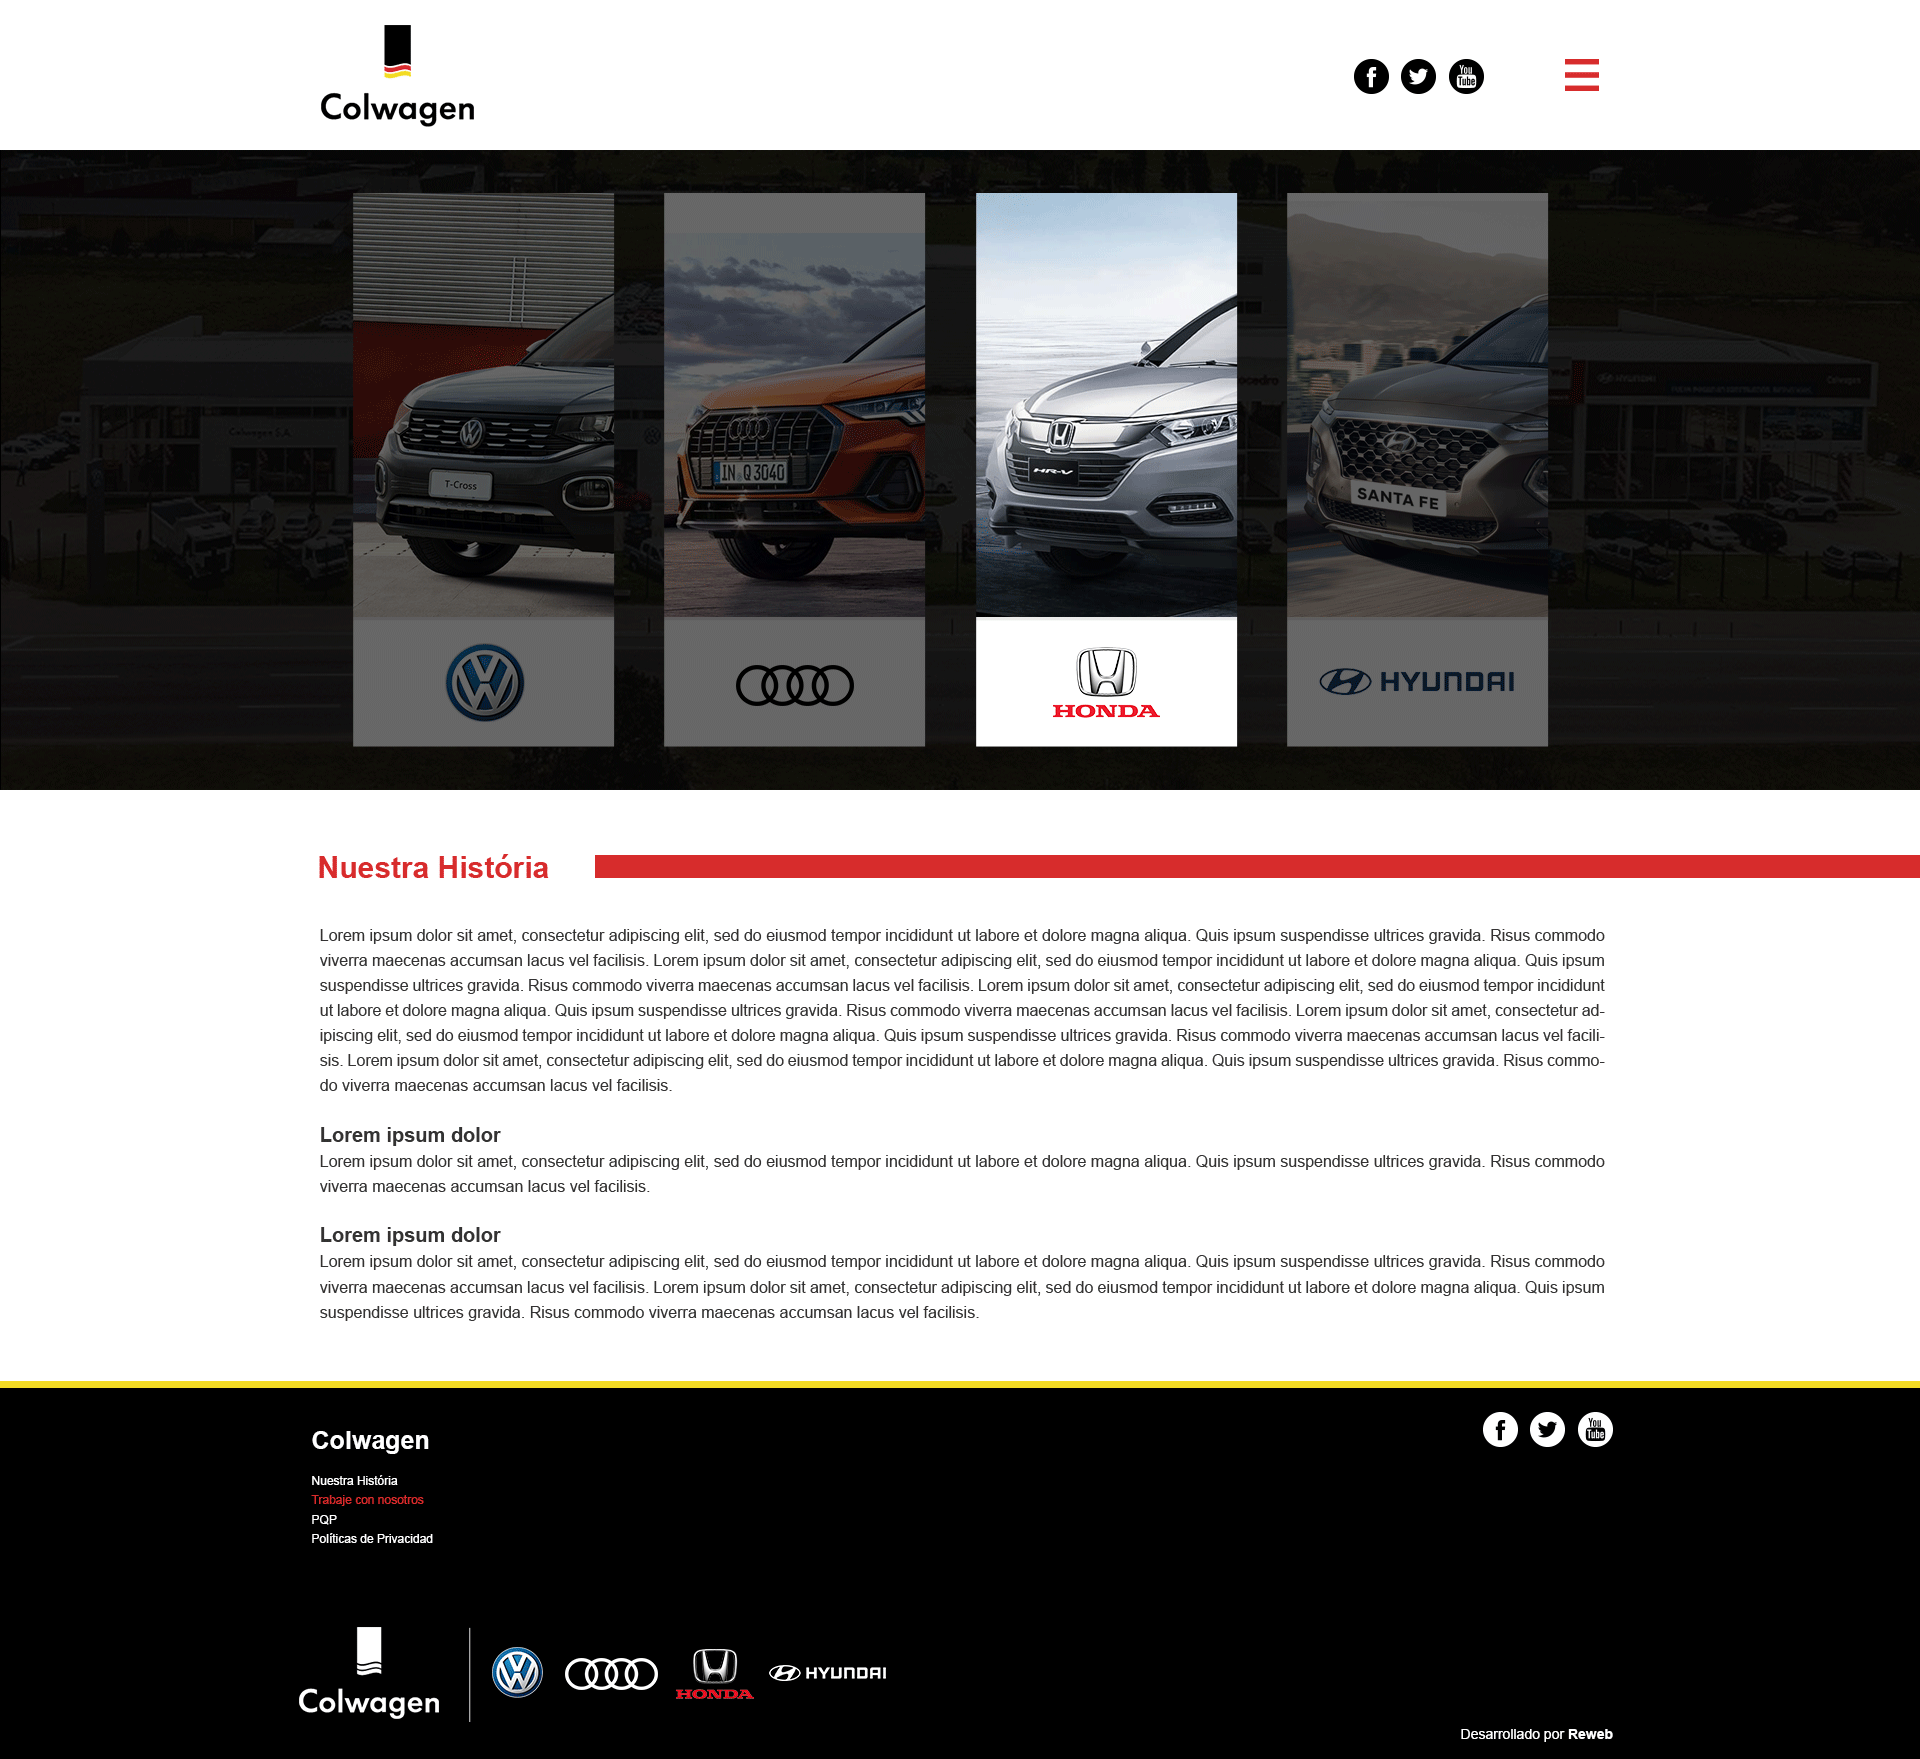 Colwagen
You
Tube
Colwagen S.A.
HYUNDAI
Colwagen
T-Cross
IN Q 3040
HR-V
SANTA FE
HONDA
HYUNDAI
Nuestra História
Lorem ipsum dolor sit amet, consectetur adipiscing elit, sed do eiusmod tempor incididunt ut labore et dolore magna aliqua. Quis ipsum suspendisse ultrices gravida. Risus commodo
viverra maecenas accumsan lacus vel facilisis. Lorem ipsum dolor sit amet, consectetur adipiscing elit, sed do eiusmod tempor incididunt ut labore et dolore magna aliqua. Quis ipsum
suspendisse ultrices gravida. Risus commodo viverra maecenas accumsan lacus vel facilisis. Lorem ipsum dolor sit amet, consectetur adipiscing elit, sed do eiusmod tempor incididunt
ut labore et dolore magna aliqua. Quis ipsum suspendisse ultrices gravida. Risus commodo viverra maecenas accumsan lacus vel facilisis. Lorem ipsum dolor sit amet, consectetur ad-
ipiscing elit, sed do eiusmod tempor incididunt ut labore et dolore magna aliqua. Quis ipsum suspendisse ultrices gravida. Risus commodo viverra maecenas accumsan lacus vel facili-
sis. Lorem ipsum dolor sit amet, consectetur adipiscing elit, sed do eiusmod tempor incididunt ut labore et dolore magna aliqua. Quis ipsum suspendisse ultrices gravida. Risus commo-
do viverra maecenas accumsan lacus vel facilisis.
Lorem ipsum dolor
Lorem ipsum dolor sit amet, consectetur adipiscing elit, sed do eiusmod tempor incididunt ut labore et dolore magna aliqua. Quis ipsum suspendisse ultrices gravida. Risus commodo
viverra maecenas accumsan lacus vel facilisis.
Lorem ipsum dolor
Lorem ipsum dolor sit amet, consectetur adipiscing elit, sed do eiusmod tempor incididunt ut labore et dolore magna aliqua. Quis ipsum suspendisse ultrices gravida. Risus commodo
viverra maecenas accumsan lacus vel facilisis. Lorem ipsum dolor sit amet, consectetur adipiscing elit, sed do eiusmod tempor incididunt ut labore et dolore magna aliqua. Quis ipsum
suspendisse ultrices gravida. Risus commodo viverra maecenas accumsan lacus vel facilisis.
You
Tube
Colwagen
Nuestra História
Trabaje con nosotros
PQP
Políticas de Privacidad
Colwagen
HONDA
HYUNDAI
Desarrollado por Reweb